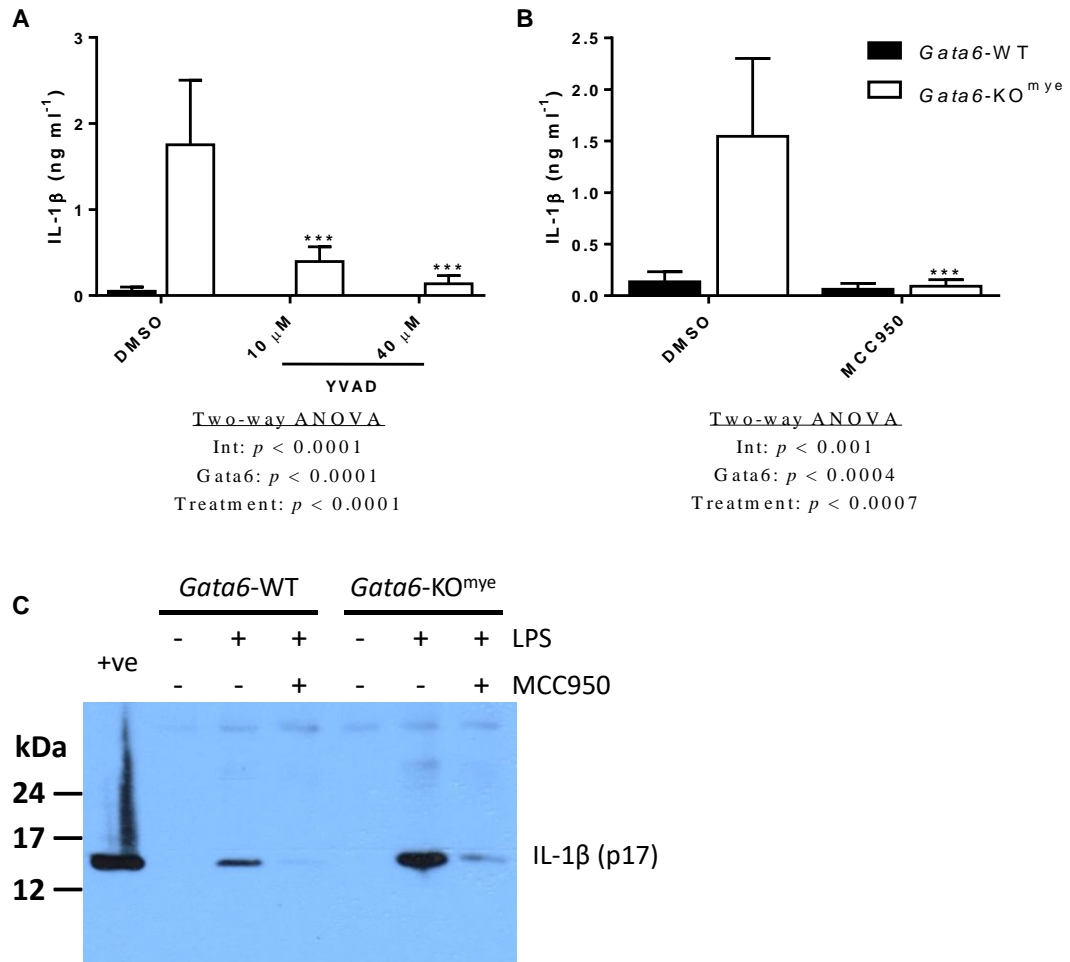 A
3
2
1
0
IL-1β (ng ml⁻¹)
DMSO
10 µM
40 µM
***
***
YVAD
Two-way ANOVA
Int: p < 0.0001
Gata6: p < 0.0001
Treatment: p < 0.0001
B
2.5
2.0
1.5
1.0
0.5
0.0
IL-1β (ng ml⁻¹)
DMSO
MCC950
***
Gata6-WT
Gata6-KO^mye
Two-way ANOVA
Int: p < 0.001
Gata6: p < 0.0004
Treatment: p < 0.0007
C
Gata6-WT Gata6-KO^mye
- + + - + + LPS
+ve
- - + - - + MCC950
kDa
24
17
12
IL-1β (p17)